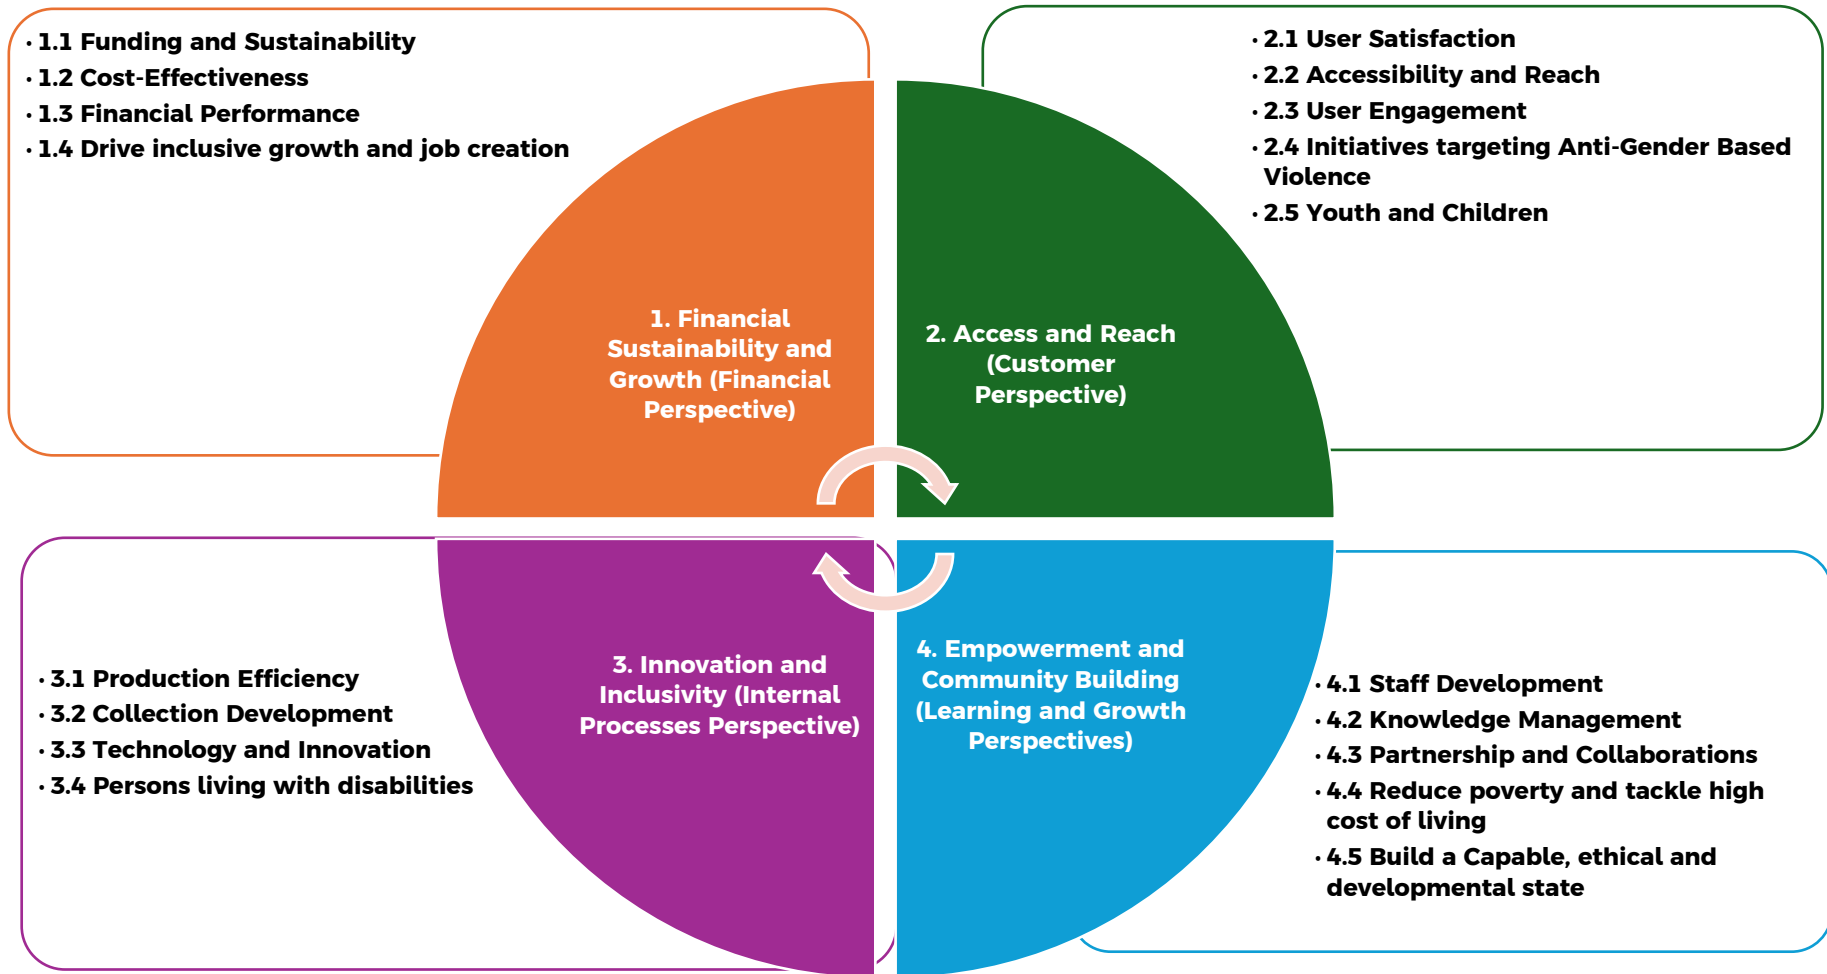 · 1.1 Funding and Sustainability
· 1.2 Cost-Effectiveness
· 1.3 Financial Performance
· 1.4 Drive inclusive growth and job creation
1. Financial
Sustainability and
Growth (Financial
Perspective)
· 2.1 User Satisfaction
· 2.2 Accessibility and Reach
· 2.3 User Engagement
· 2.4 Initiatives targeting Anti-Gender Based
Violence
· 2.5 Youth and Children
2. Access and Reach
(Customer
Perspective)
· 3.1 Production Efficiency
· 3.2 Collection Development
· 3.3 Technology and Innovation
· 3.4 Persons living with disabilities
3. Innovation and
Inclusivity (Internal
Processes Perspective)
4. Empowerment and
Community Building
(Learning and Growth
Perspectives)
· 4.1 Staff Development
· 4.2 Knowledge Management
· 4.3 Partnership and Collaborations
· 4.4 Reduce poverty and tackle high
cost of living
· 4.5 Build a Capable, ethical and
developmental state